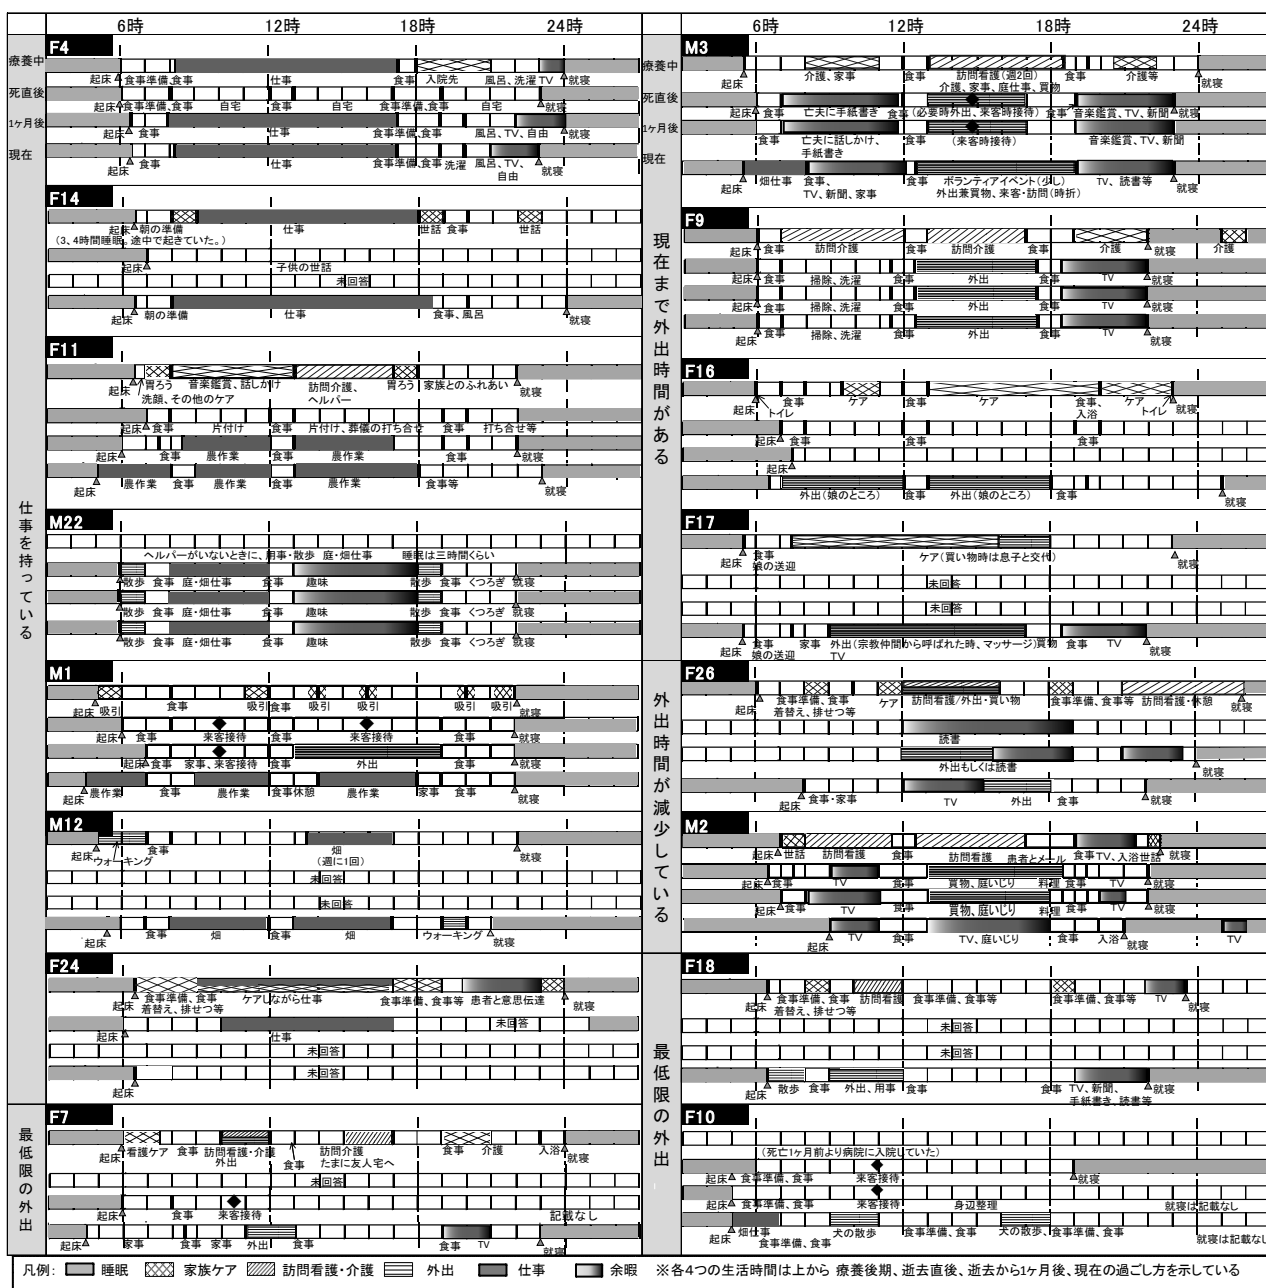 6時 12時 18時 24時
仕事を持っている
F4
療養中
起床 食事準備、食事 仕事 食事 入院先 風呂、洗濯 TV 就寝
死直後
起床 食事準備、食事 自宅 食事 自宅 食事準備、食事 自宅 就寝
1ヶ月後
起床 食事 仕事 食事準備、食事 風呂、TV、自由
現在
起床 食事 仕事 食事準備、食事 洗濯 風呂、TV、自由
F14
起床 朝の準備 仕事 世話 食事 世話
(3、4時間睡眠。途中で起きていた。)
起床 子供の世話
未回答
起床 朝の準備 仕事 食事、風呂 就寝
F11
起床 胃ろう 音楽鑑賞、話しかけ 訪問介護、ヘルパー 胃ろう 家族とのふれあい 就寝
洗顔、その他のケア
起床 食事 片付け 食事 片付け、葬儀の打ち合せ 食事 打ち合せ等
起床 食事 農作業 食事 農作業 食事 就寝
起床 農作業 食事 農作業 食事 農作業 食事等 就寝
M22
ヘルパーがいないときに、用事・散歩 庭・畑仕事 睡眠は三時間くらい
起床 散歩 食事 庭・畑仕事 食事 趣味 散歩 食事 くつろぎ 就寝
起床 散歩 食事 庭・畑仕事 食事 趣味 散歩 食事 くつろぎ 就寝
起床 散歩 食事 庭・畑仕事 食事 趣味 散歩 食事 くつろぎ 就寝
M1
起床 吸引 食事 吸引 食事 吸引 吸引 吸引 吸引 就寝
起床 食事 来客接待 食事 来客接待 食事 就寝
起床 食事 家事、来客接待 食事 外出 食事 就寝
起床 農作業 食事 農作業 食事休憩 農作業 家事 食事 就寝
M12
起床 ウォーキング 食事 畑 (週に1回) 就寝
未回答
未回答
起床 食事 畑 食事 畑 ウォーキング 就寝
F24
起床 食事準備、食事 ケアしながら仕事 食事準備、食事等 患者と意思伝達 就寝
着替え、排せつ等
起床 仕事 未回答
未回答
起床 未回答
最低限の外出
F7
起床 看護ケア 食事 訪問看護・介護 食事 訪問介護 食事 介護 入浴 就寝
外出 たまに友人宅へ
未回答
起床 食事 来客接待 記載なし
起床 家事 食事 家事 外出 食事 食事 TV 就寝
6時 12時 18時 24時
現在まで外出時間がある
M3
起床 介護、家事 食事 訪問看護(週2回) 食事 介護等 就寝
介護、家事、庭仕事、買物
起床 食事 亡夫に手紙書き 食事 (必要時外出、来客時接待) 食事 音楽鑑賞、TV、新聞 就寝
食事 亡夫に話しかけ、手紙書き 食事 (来客時接待) 食事 音楽鑑賞、TV、新聞
起床 畑仕事 食事、TV、新聞、家事 食事 ボランティアイベント(少し) TV、読書等 就寝
外出兼買物、来客・訪問(時折)
F9
起床 食事 訪問介護 食事 訪問介護 食事 介護 就寝 介護
起床 食事 掃除、洗濯 食事 外出 食事 TV 就寝
起床 食事 掃除、洗濯 食事 外出 食事 TV 就寝
起床 食事 掃除、洗濯 食事 外出 食事 TV 就寝
F16
起床 トイレ 食事 ケア 食事 ケア 食事、入浴 ケア トイレ 就寝
起床 食事 食事 食事
起床
起床 外出(娘のところ) 食事 外出(娘のところ) 食事 就寝
F17
起床 食事 ケア(買い物時は息子と交代) 就寝
娘の送迎
未回答
未回答
起床 食事 家事 外出(宗教仲間から呼ばれた時、マッサージ)買物 食事 TV 就寝
娘の送迎 TV
外出時間が減少している
F26
起床 食事準備、食事 ケア 訪問看護/外出・買い物 食事準備、食事等 訪問看護・休憩 就寝
着替え、排せつ等
読書
外出もしくは読書 就寝
起床 食事・家事 TV 外出 食事 就寝
M2
起床 世話 訪問看護 食事 訪問看護 患者とメール 食事 TV、入浴世話 就寝
起床 食事 TV 食事 買物、庭いじり 料理 食事 TV 就寝
起床 食事 TV 食事 買物、庭いじり 料理 食事 TV 就寝
起床 TV 食事 TV、庭いじり 食事 入浴 就寝 TV
最低限の外出
F18
起床 食事準備、食事 訪問看護 食事準備、食事等 食事準備、食事等 TV 就寝
着替え、排せつ等
未回答
未回答
起床 散歩 食事 外出、用事 食事 食事 TV、新聞、手紙書き、読書等 就寝
F10
(死亡1ヶ月前より病院に入院していた)
起床 食事準備、食事 来客接待 就寝
起床 食事準備、食事 来客接待 身辺整理 就寝は記載なし
起床 畑仕事 犬の散歩 食事準備、食事 犬の散歩、食事準備、食事 就寝は記載なし
食事準備、食事
凡例: 睡眠 家族ケア 訪問看護・介護 外出 仕事 余暇 ※各4つの生活時間は上から 療養後期、逝去直後、逝去から1ヶ月後、現在の過ごし方を示している